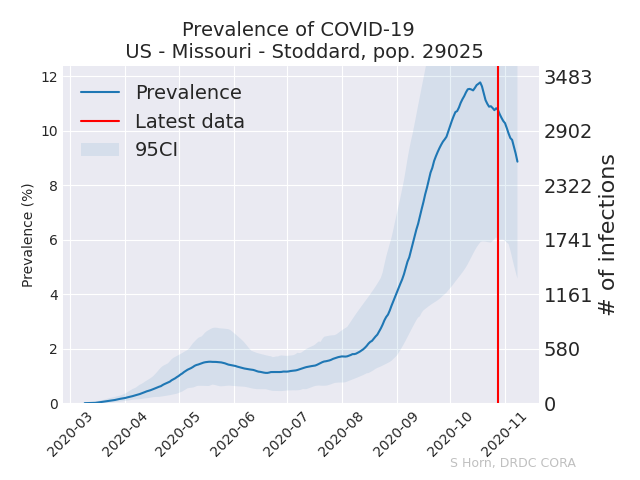 Prevalence of COVID-19
US - Missouri - Stoddard, pop. 29025
Prevalence
Latest data
95CI
Prevalence (%)
12
10
8
6
4
2
0
3483
2902
2322
1741
1161
580
0
# of infections
2020-03
2020-04
2020-05
2020-06
2020-07
2020-08
2020-09
2020-10
2020-11
S Horn, DRDC CORA